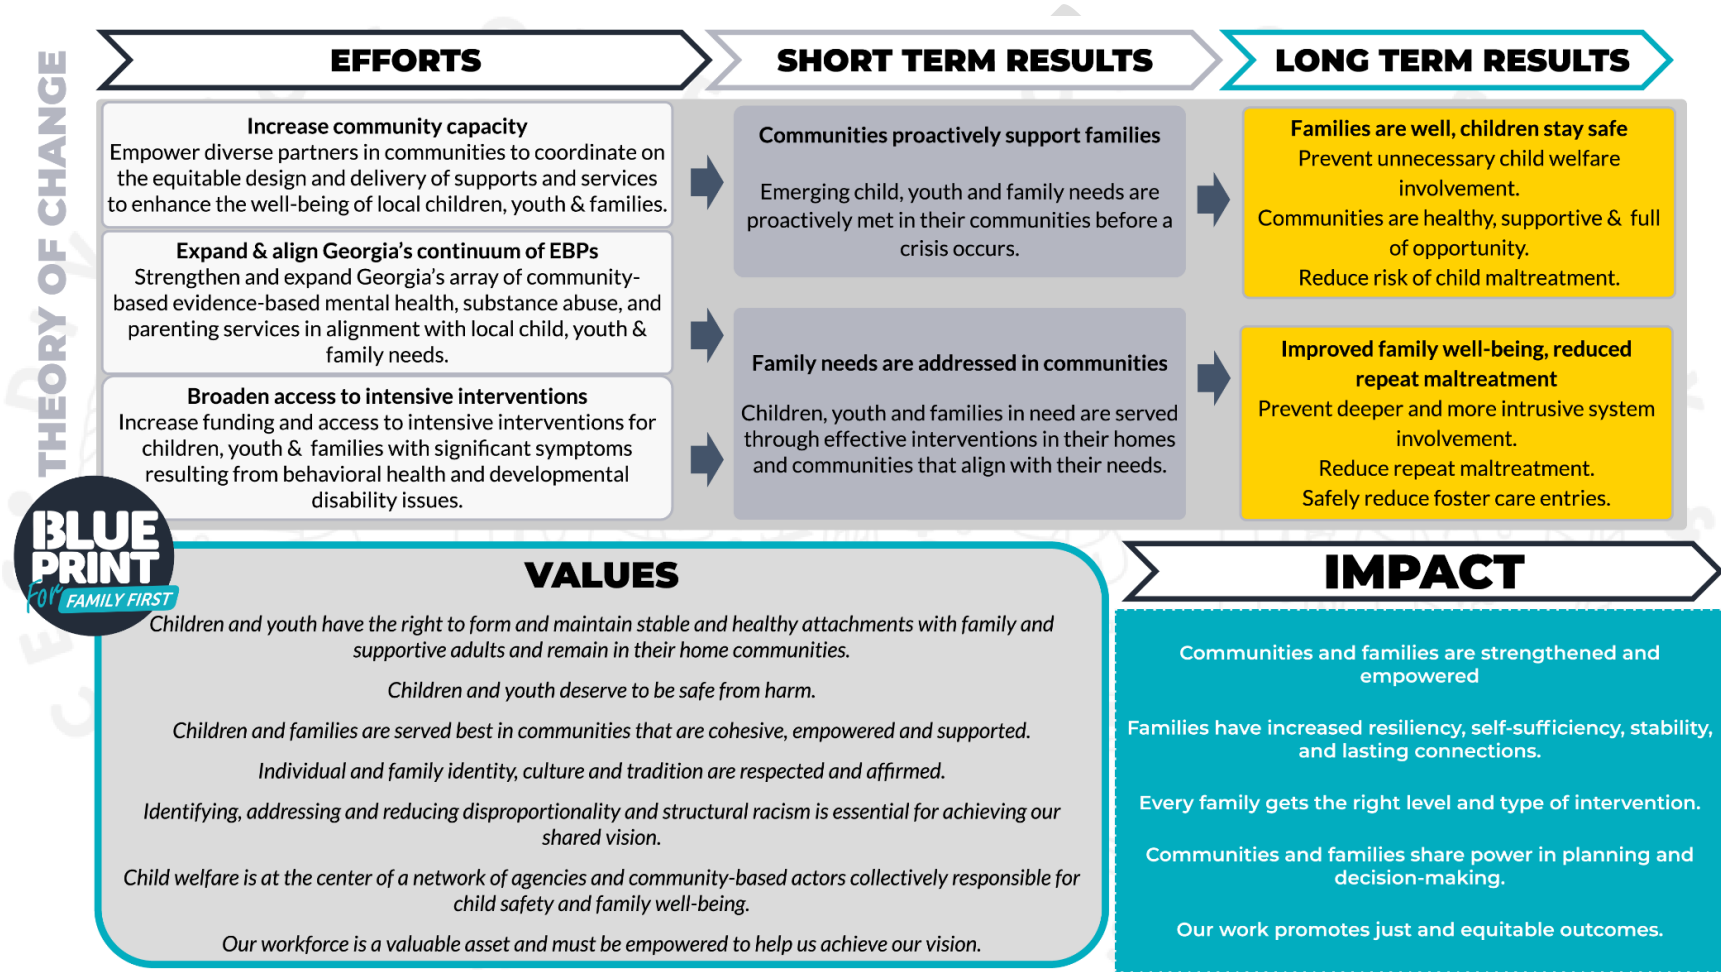 THEORY OF CHANGE
EFFORTS
SHORT TERM RESULTS
LONG TERM RESULTS
Increase community capacity
Empower diverse partners in communities to coordinate on
the equitable design and delivery of supports and services
to enhance the well-being of local children, youth & families.
Expand & align Georgia’s continuum of EBPs
Strengthen and expand Georgia’s array of community-
based evidence-based mental health, substance abuse, and
parenting services in alignment with local child, youth &
family needs.
Broaden access to intensive interventions
Increase funding and access to intensive interventions for
children, youth & families with significant symptoms
resulting from behavioral health and developmental
disability issues.
Communities proactively support families
Emerging child, youth and family needs are
proactively met in their communities before a
crisis occurs.
Family needs are addressed in communities
Children, youth and families in need are served
through effective interventions in their homes
and communities that align with their needs.
Families are well, children stay safe
Prevent unnecessary child welfare
involvement.
Communities are healthy, supportive & full
of opportunity.
Reduce risk of child maltreatment.
Improved family well-being, reduced
repeat maltreatment
Prevent deeper and more intrusive system
involvement.
Reduce repeat maltreatment.
Safely reduce foster care entries.
BLUE
PRINT
For FAMILY FIRST
VALUES
Children and youth have the right to form and maintain stable and healthy attachments with family and
supportive adults and remain in their home communities.
Children and youth deserve to be safe from harm.
Children and families are served best in communities that are cohesive, empowered and supported.
Individual and family identity, culture and tradition are respected and affirmed.
Identifying, addressing and reducing disproportionality and structural racism is essential for achieving our
shared vision.
Child welfare is at the center of a network of agencies and community-based actors collectively responsible for
child safety and family well-being.
Our workforce is a valuable asset and must be empowered to help us achieve our vision.
IMPACT
Communities and families are strengthened and
empowered
Families have increased resiliency, self-sufficiency, stability,
and lasting connections.
Every family gets the right level and type of intervention.
Communities and families share power in planning and
decision-making.
Our work promotes just and equitable outcomes.